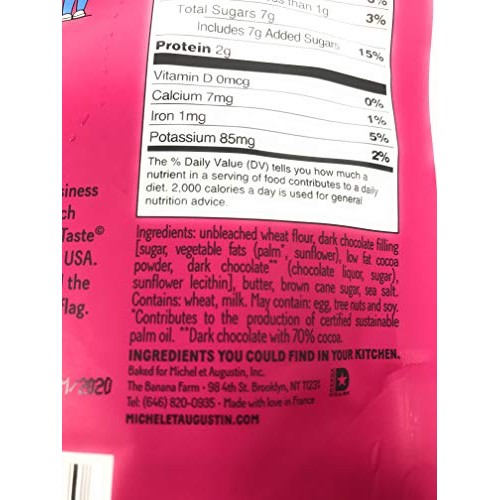 than 1g
Total Sugars 7g 3%
Includes 7g Added Sugars 15%
Protein 2g
Vitamin D 0mcg 0%
Calcium 7mg 1%
Iron 1mg 5%
Potassium 85mg 2%
The % Daily Value (DV) tells you how much a
nutrient in a serving of food contributes to a daily
diet. 2,000 calories a day is used for general
nutrition advice.
Taste©
USA.
the
Ingredients: unbleached wheat flour, dark chocolate filling
[sugar, vegetable fats (palm*, sunflower), low fat cocoa
powder, dark chocolate** (chocolate liquor, sugar),
sunflower lecithin], butter, brown cane sugar, sea salt.
Contains: wheat, milk. May contain: egg, tree nuts and soy.
*Contributes to the production of certified sustainable
palm oil. **Dark chocolate with 70% cocoa.
INGREDIENTS YOU COULD FIND IN YOUR KITCHEN.
Baked for Michel et Augustin, Inc.
The Banana Farm - 98 4th St. Brooklyn, NY 11231
Tel: (646) 820-0935 - Made with love in France
MICHELETAUGUSTIN.COM
/2020